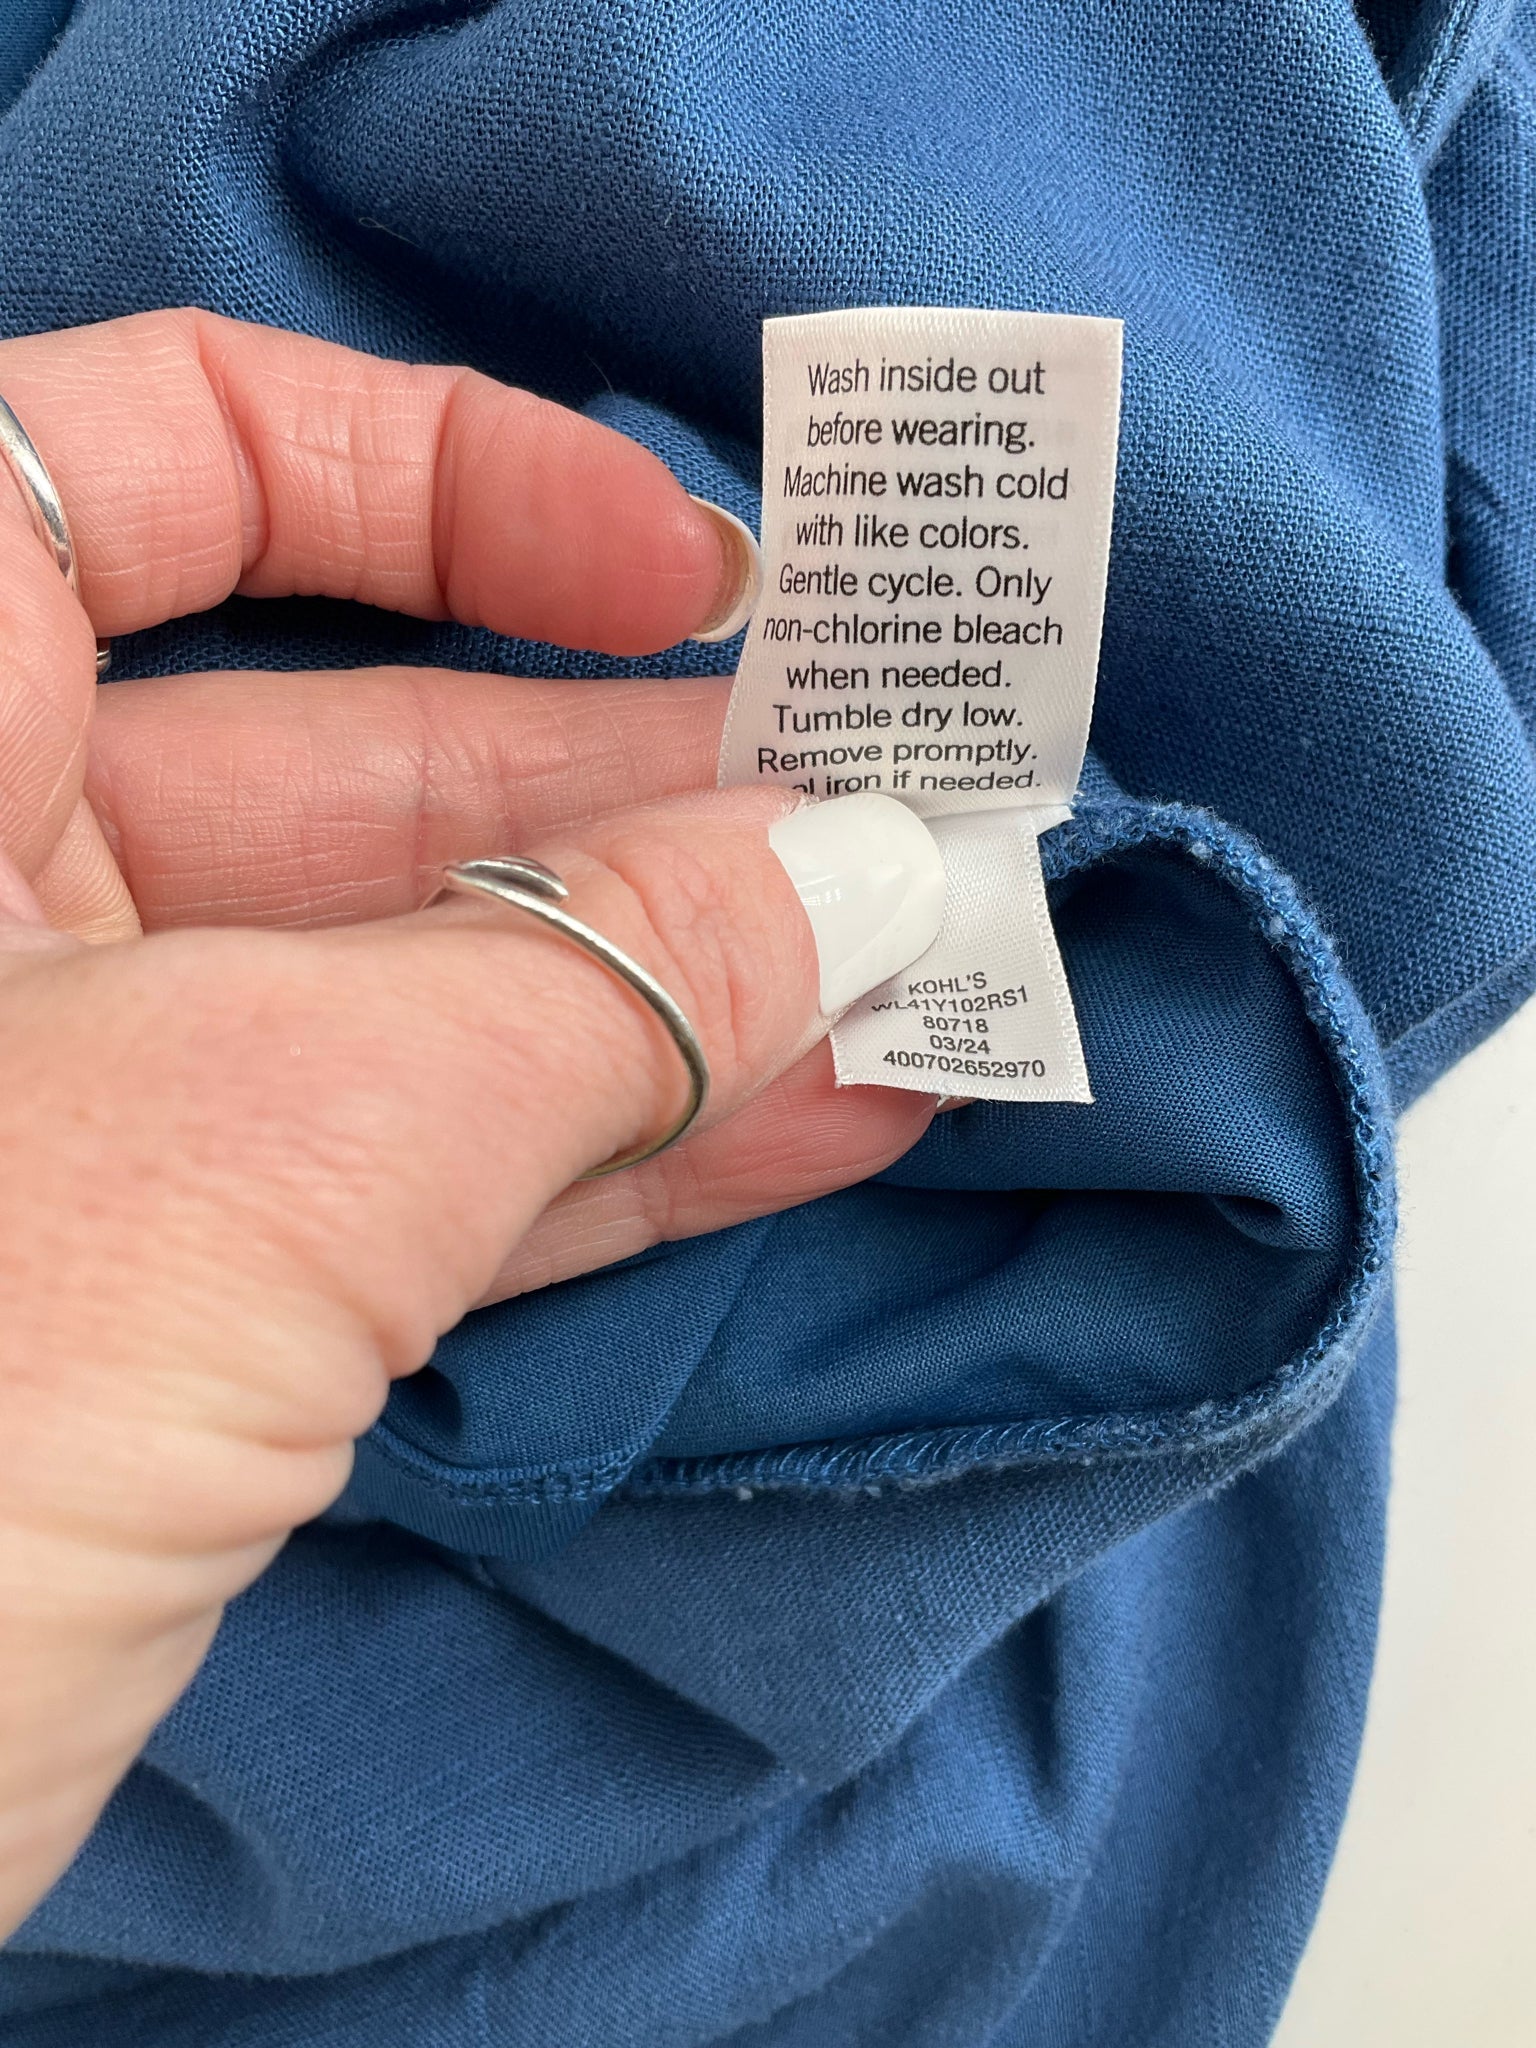 Wash inside out
before wearing.
Machine wash cold
with like colors.
Gentle cycle. Only
non-chlorine bleach
when needed.
Tumble dry low.
Remove promptly.
iron if needed.
KOHL'S
WL41Y102RS1
80718
03/24
400702652970